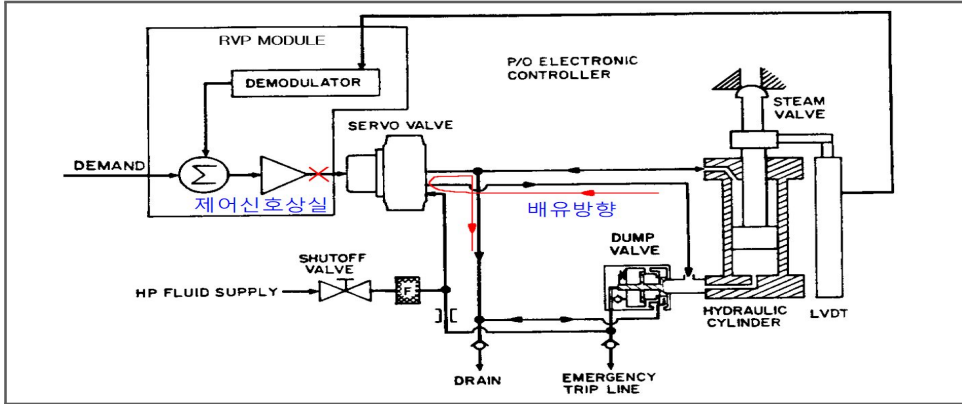 RVP MODULE
DEMODULATOR
P/O ELECTRONIC
CONTROLLER
STEAM
VALVE
SERVO VALVE
DEMAND
Σ
제어신호상실
배유방향
DUMP
VALVE
SHUTOFF
VALVE
HP FLUID SUPPLY
F
HYDRAULIC
CYLINDER
LVDT
DRAIN
EMERGENCY
TRIP LINE